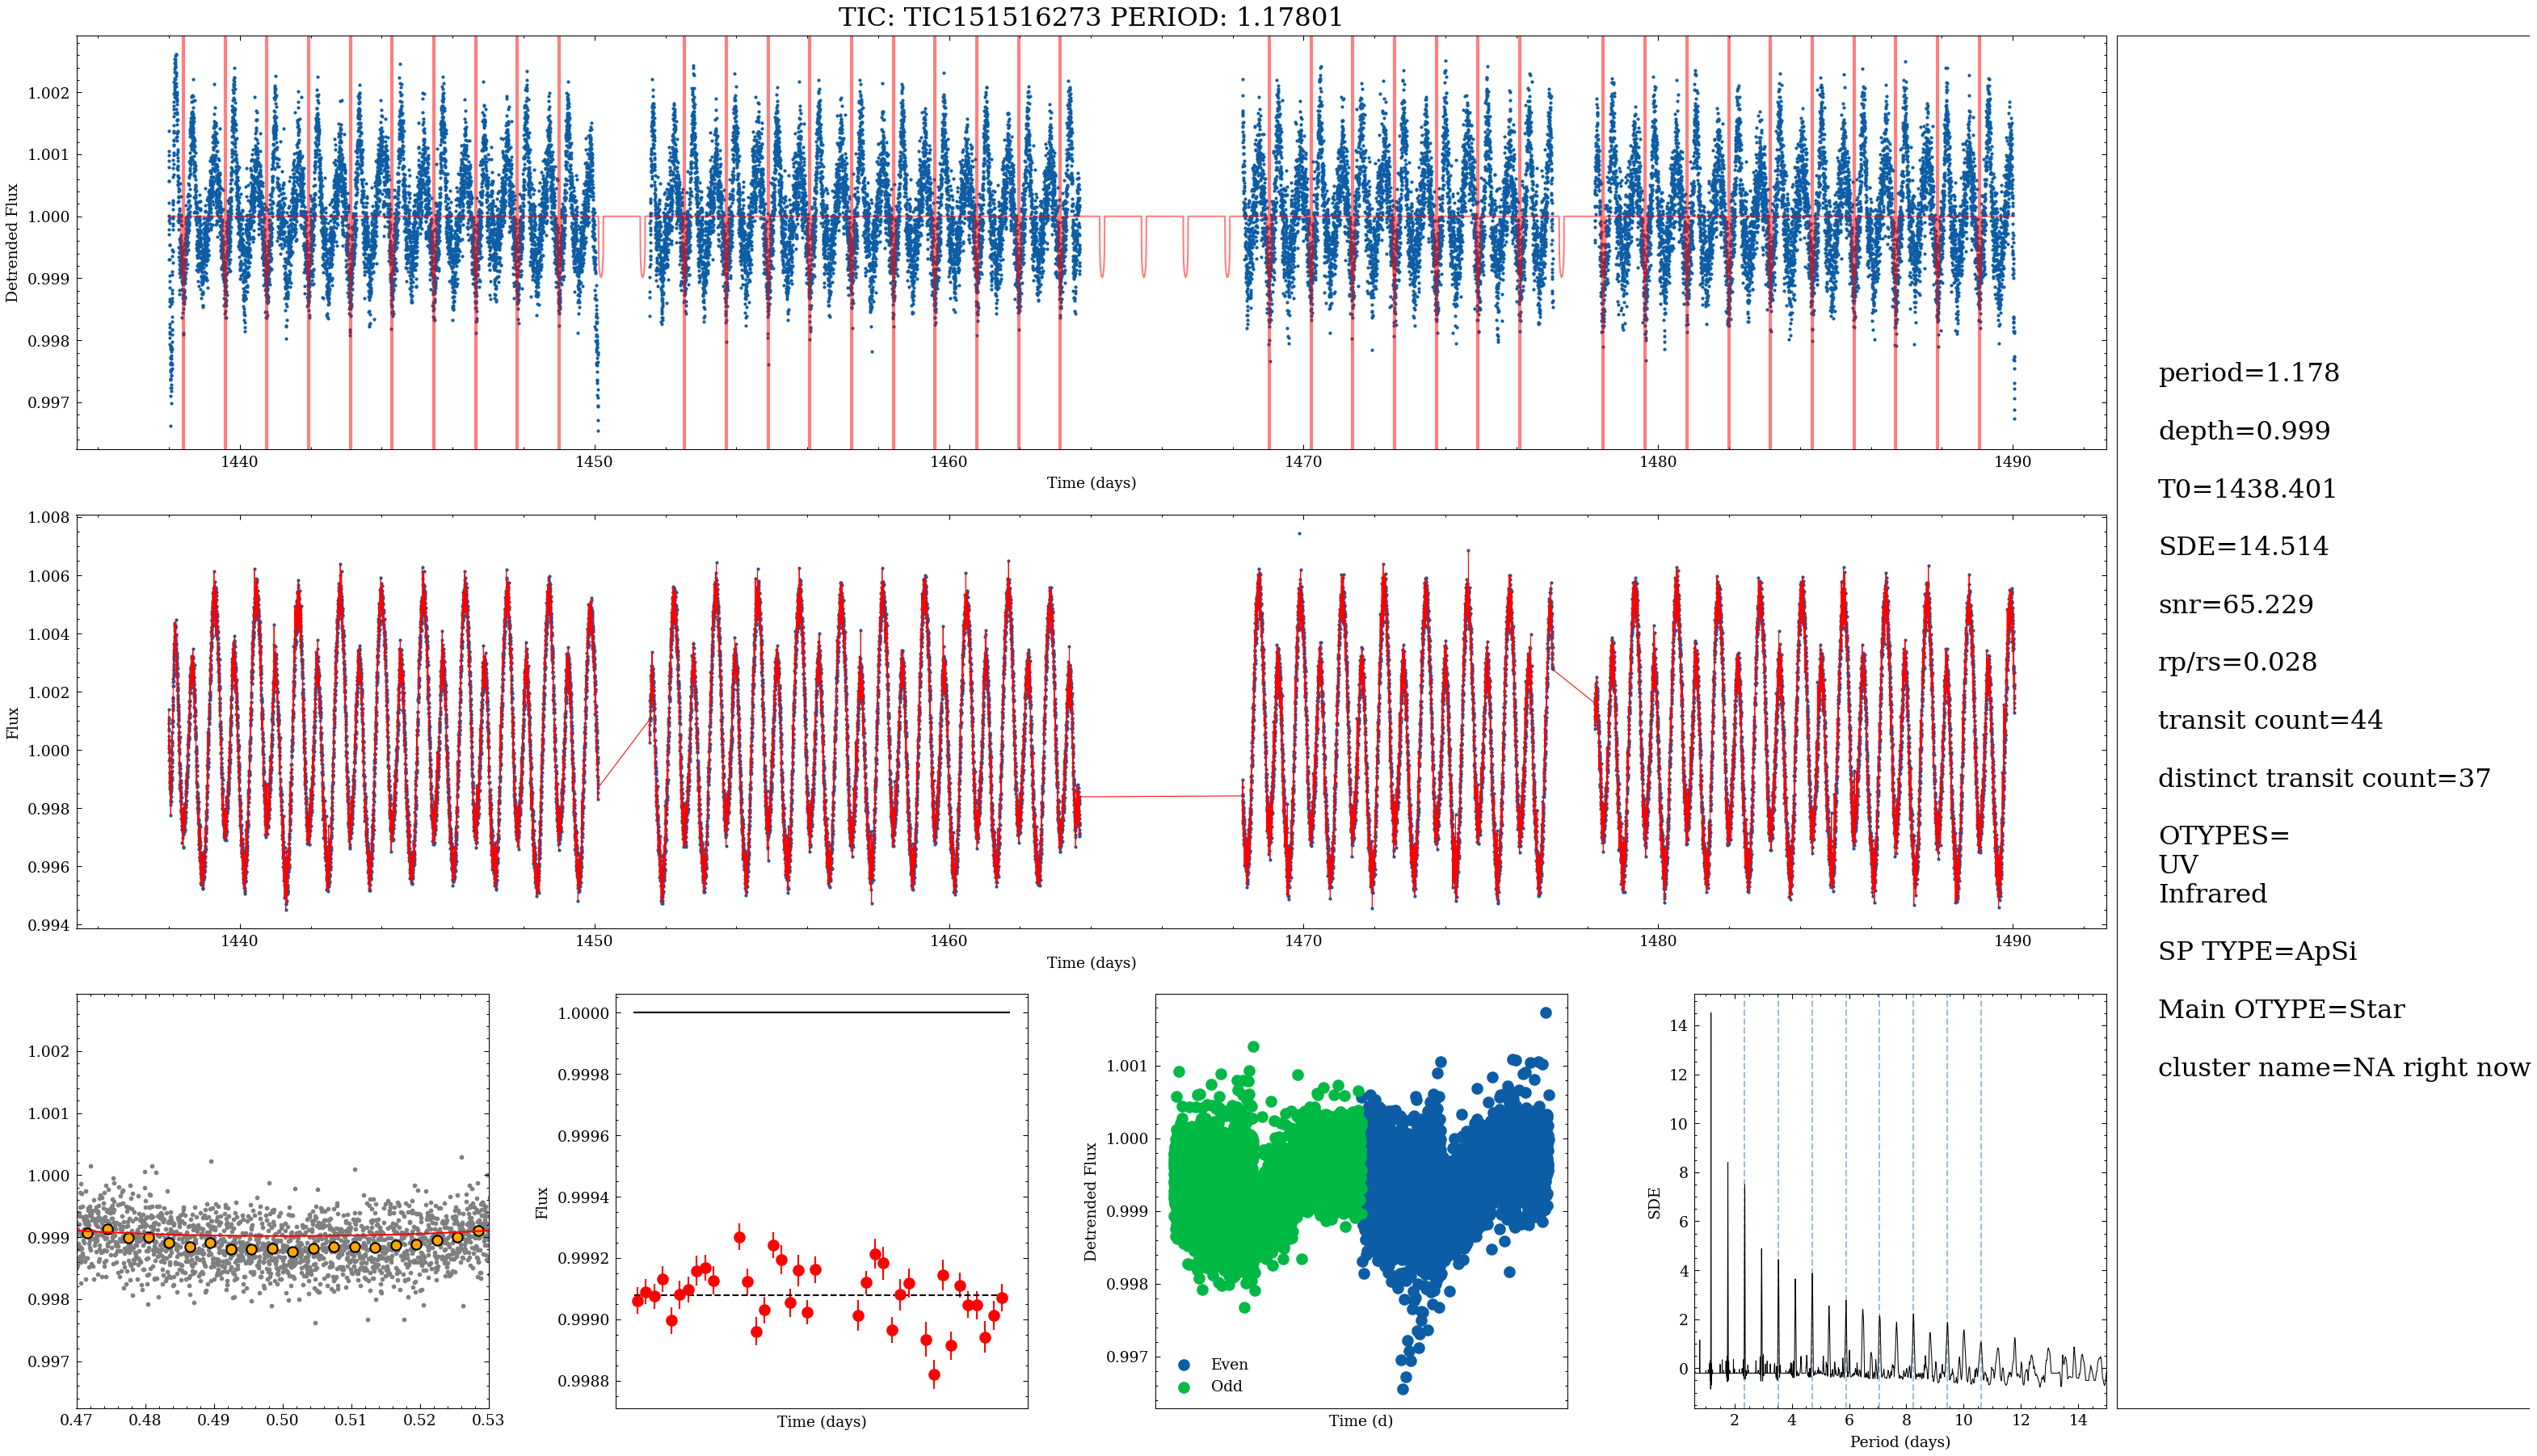 TIC: TIC151516273 PERIOD: 1.17801
Detrended Flux
1.002
1.001
1.000
0.999
0.998
0.997
1440
1450
1460
1470
1480
1490
Time (days)
Flux
1.008
1.006
1.004
1.002
1.000
0.998
0.996
0.994
1440
1450
1460
1470
1480
1490
Time (days)
1.002
1.001
1.000
0.999
0.998
0.997
0.47
0.48
0.49
0.50
0.51
0.52
0.53
Flux
1.0000
0.9998
0.9996
0.9994
0.9992
0.9990
0.9988
Time (days)
Detrended Flux
1.001
1.000
0.999
0.998
0.997
Even
Odd
Time (d)
SDE
14
12
10
8
6
4
2
0
2
4
6
8
10
12
14
Period (days)
period=1.178
depth=0.999
T0=1438.401
SDE=14.514
snr=65.229
rp/rs=0.028
transit count=44
distinct transit count=37
OTYPES=
UV
Infrared
SP TYPE=ApSi
Main OTYPE=Star
cluster name=NA right now